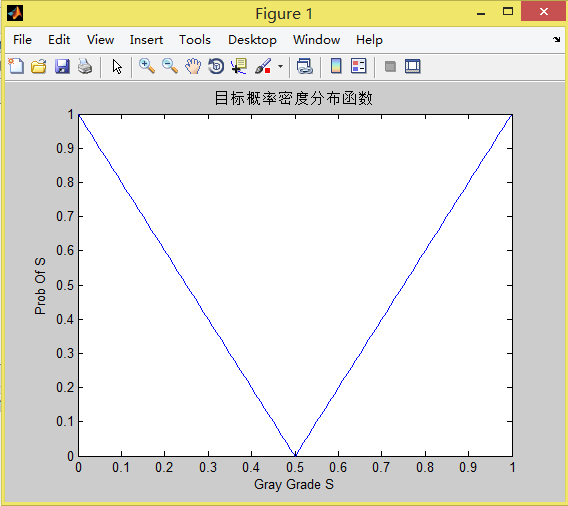 Figure 1
File Edit View Insert Tools Desktop Window Help
目标概率密度分布函数
1
0.9
0.8
0.7
0.6
0.5
0.4
0.3
0.2
0.1
0
Prob Of S
0 0.1 0.2 0.3 0.4 0.5 0.6 0.7 0.8 0.9 1
Gray Grade S